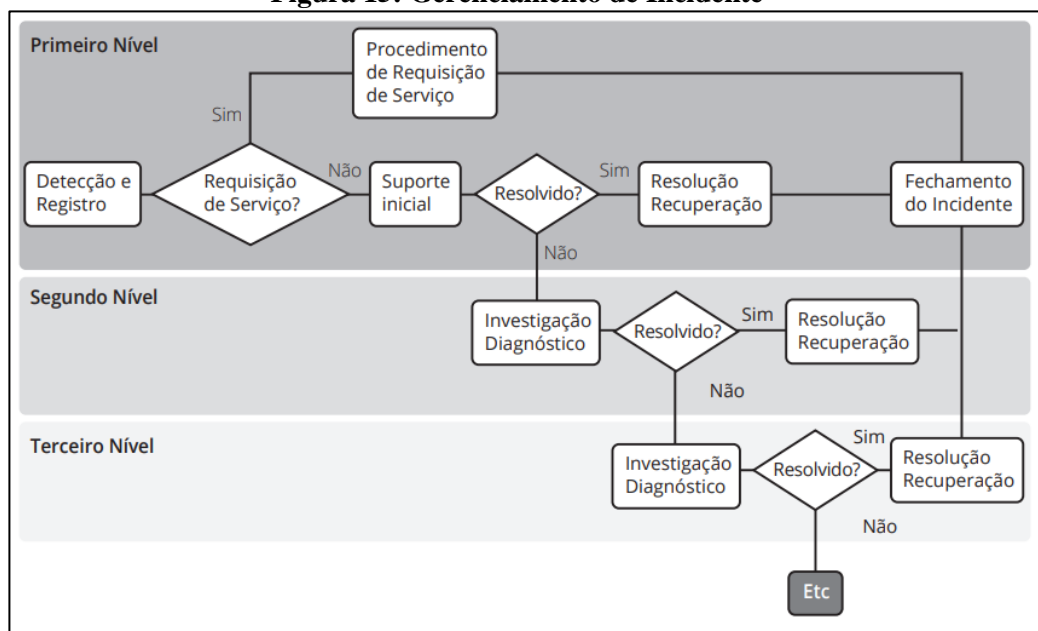 Figura 13: Gerenciamento de Incidente
Primeiro Nível
Procedimento
de Requisição
de Serviço
Sim
Detecção e
Registro
Requisição
de Serviço?
Não
Suporte
inicial
Resolvido?
Sim
Resolução
Recuperação
Fechamento
do Incidente
Não
Segundo Nível
Investigação
Diagnóstico
Resolvido?
Sim
Resolução
Recuperação
Não
Terceiro Nível
Investigação
Diagnóstico
Resolvido?
Sim
Resolução
Recuperação
Não
Etc